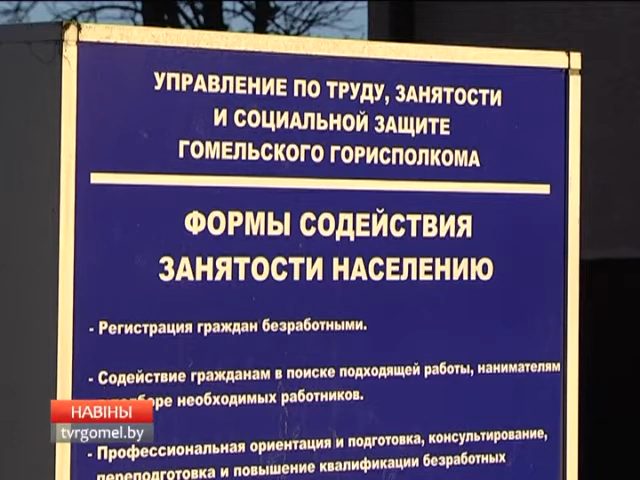 УПРАВЛЕНИЕ ПО ТРУДУ, ЗАНЯТОСТИ
И СОЦИАЛЬНОЙ ЗАЩИТЕ
ГОМЕЛЬСКОГО ГОРИСПОЛКОМА
ФОРМЫ СОДЕЙСТВИЯ
ЗАНЯТОСТИ НАСЕЛЕНИЮ
- Регистрация граждан безработными.
- Содействие гражданам в поиске подходящей работы, нанимателям
необходимых работников.
- Профессиональная ориентация и подготовка, консультирование,
переподготовка и повышение квалификации безработных
НАВІНЫ
tvrgomel.by